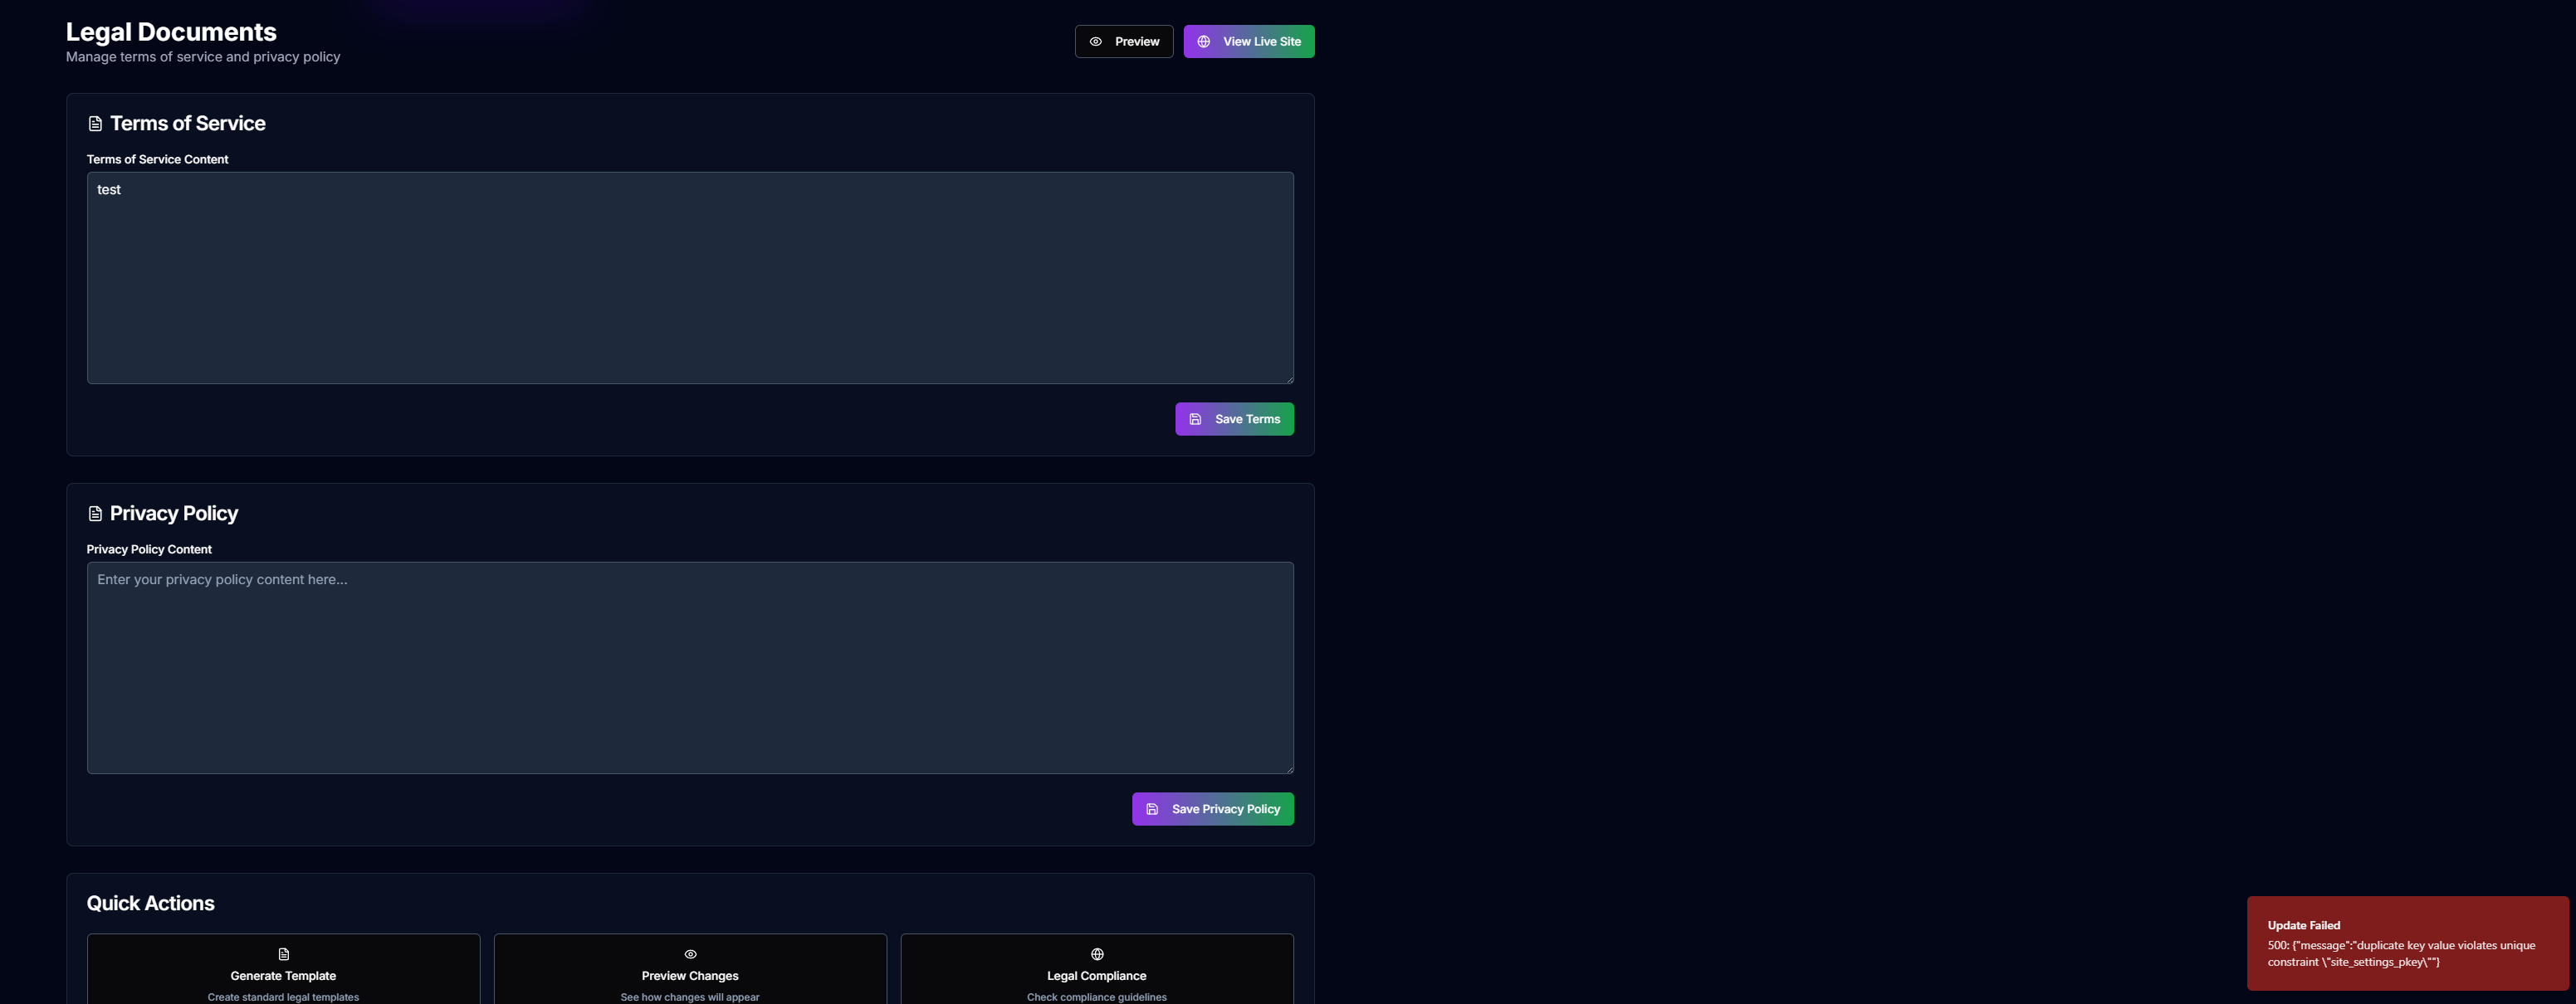 Legal Documents
Manage terms of service and privacy policy
Preview
View Live Site
Terms of Service
Terms of Service Content
test
Save Terms
Privacy Policy
Privacy Policy Content
Enter your privacy policy content here...
Save Privacy Policy
Quick Actions
Generate Template
Create standard legal templates
Preview Changes
See how changes will appear
Legal Compliance
Check compliance guidelines
Update Failed
500: {"message":"duplicate key value violates unique
constraint \"site_settings_pkey\""}